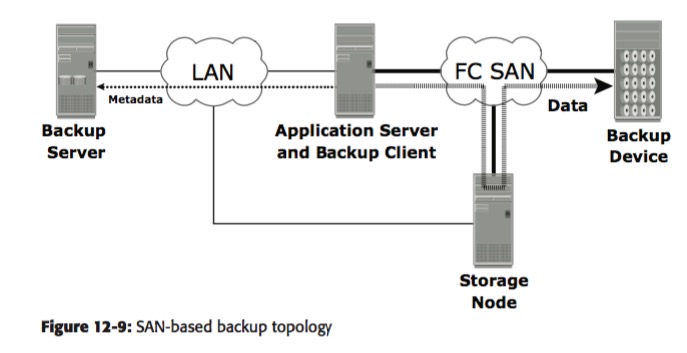 LAN
FC SAN
Metadata
Data
Backup
Server
Application Server
and Backup Client
Backup
Device
Storage
Node
Figure 12-9: SAN-based backup topology